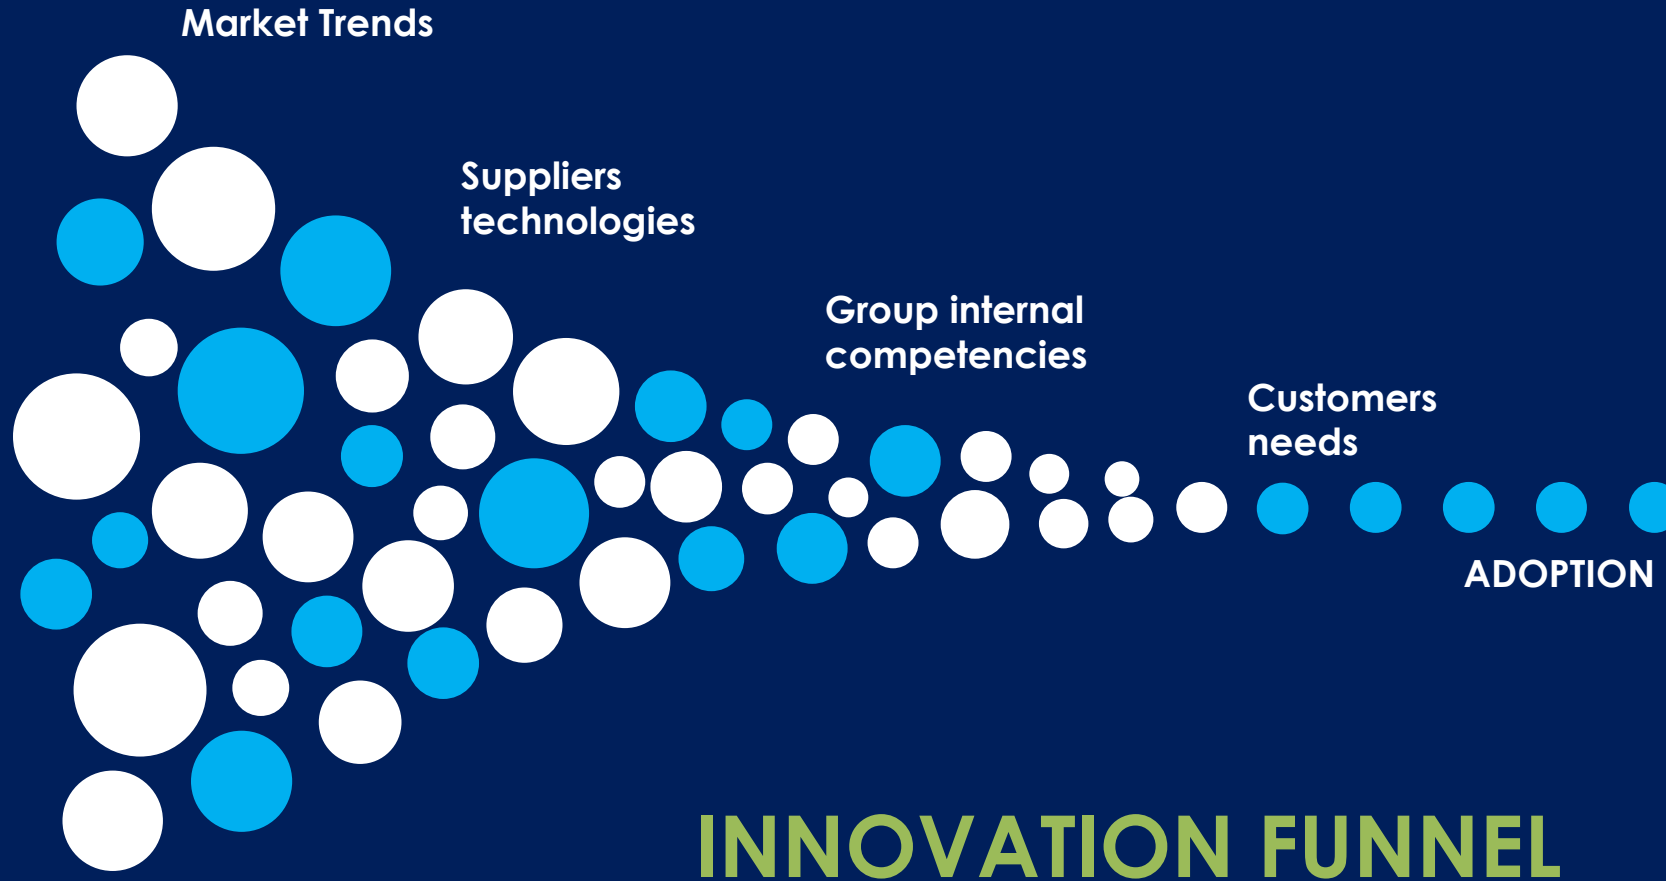 Market Trends
Suppliers
technologies
Group internal
competencies
Customers
needs
ADOPTION
INNOVATION FUNNEL